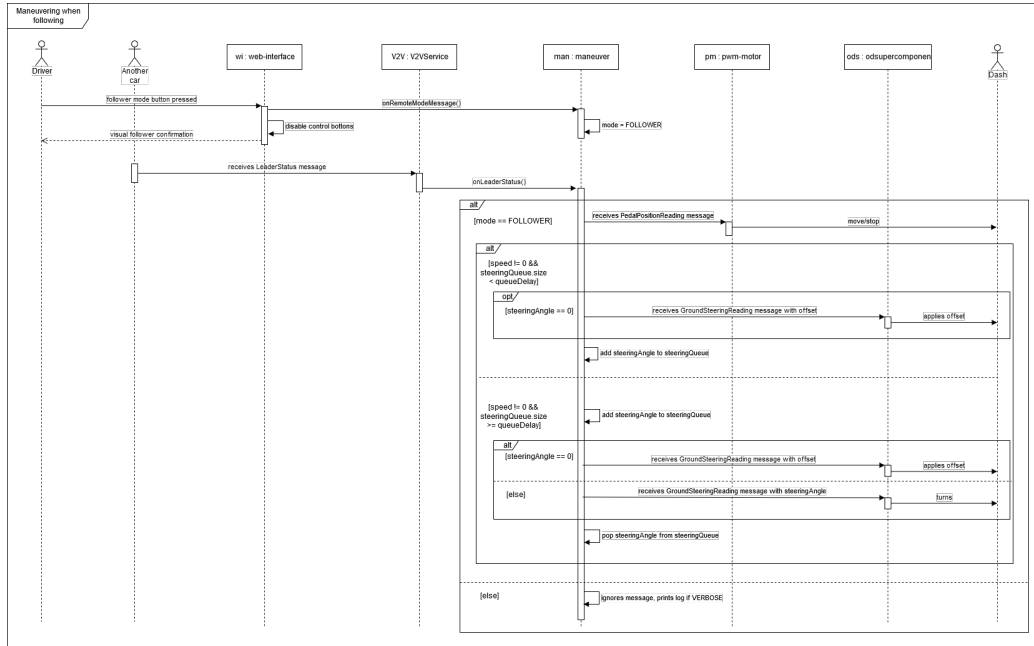 Maneuvering when
following
Driver
Another
car
wi : web-interface
V2V : V2VService
man : maneuver
pm : pwm-motor
ods : odsupercomponen
Dash
follower mode button pressed
onRemoteModeMessage()
disable control bottons
mode = FOLLOWER
visual follower confirmation
receives LeaderStatus message
onLeaderStatus()
alt
[mode == FOLLOWER]
receives PedalPositionReading message
move/stop
alt
[speed != 0 &&
steeringQueue.size
< queueDelay]
opt
[steeringAngle == 0]
receives GroundSteeringReading message with offset
applies offset
add steeringAngle to steeringQueue
[speed != 0 &&
steeringQueue.size
>= queueDelay]
add steeringAngle to steeringQueue
alt
[steeringAngle == 0]
receives GroundSteeringReading message with offset
applies offset
[else]
receives GroundSteeringReading message with steeringAngle
turns
pop steeringAngle from steeringQueue
[else]
ignores message, prints log if VERBOSE